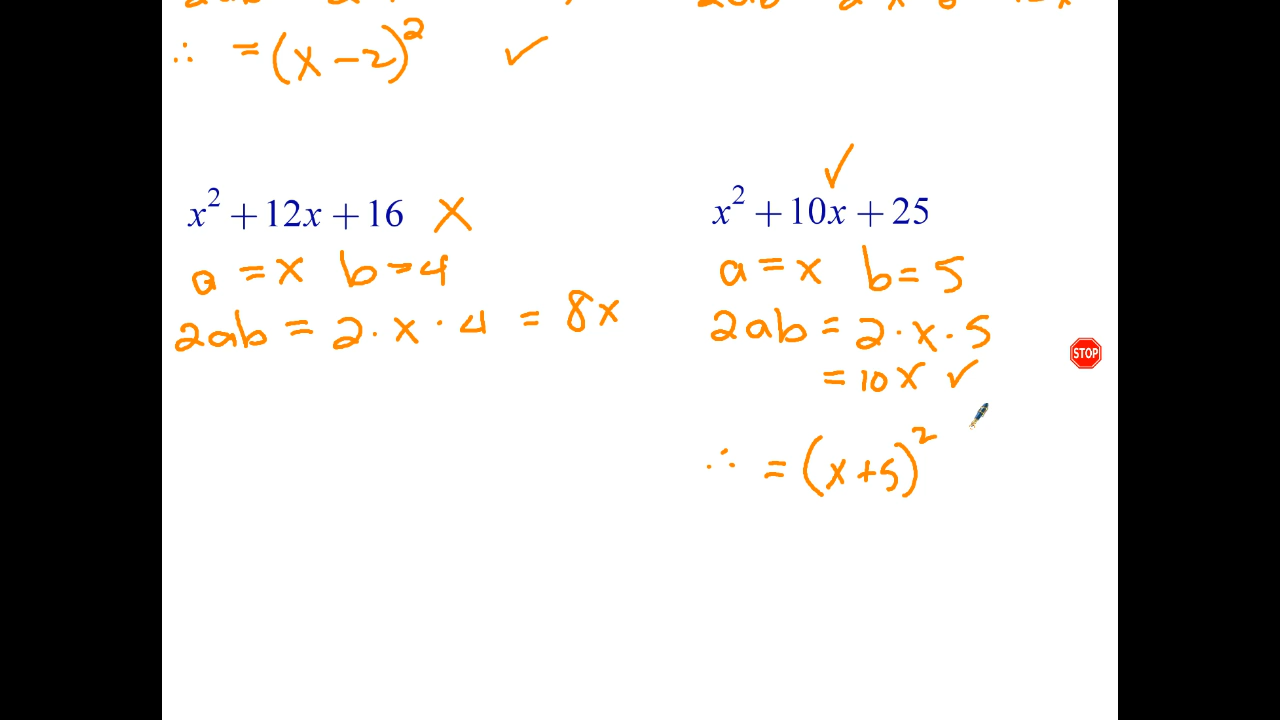 ∴ = (x − 2)² ✓
x² + 12x + 16 X
a = x b = 4
2ab = 2 · x · 4 = 8x
✓
x² + 10x + 25
a = x b = 5
2ab = 2 · x · 5
= 10x ✓
∴ = (x + 5)²
STOP